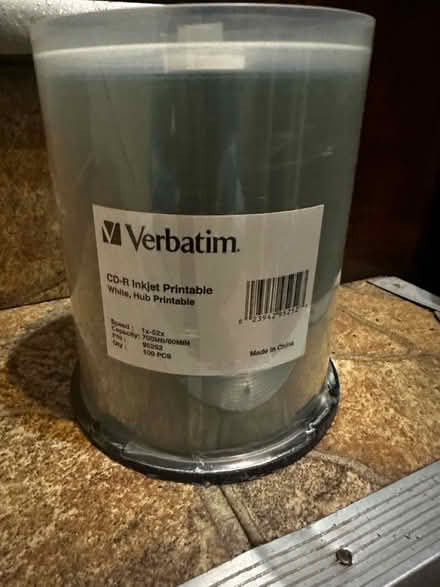 Verbatim.
CD-R Inkjet Printable
White, Hub Printable
Speed : 1x-52x
Capacity: 700MB/80MIN
P/N : 95252
Qty : 100 PCS
Made in China